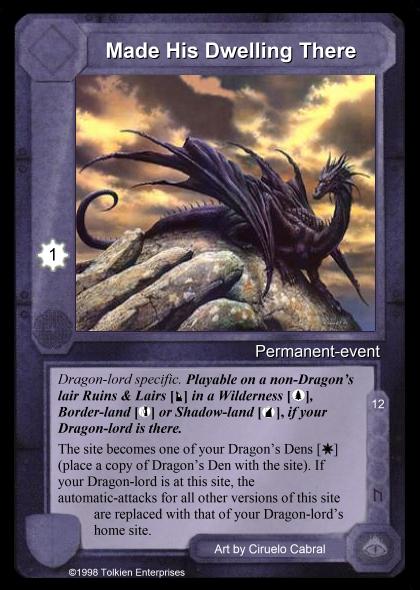 Made His Dwelling There
1
Permanent-event
Dragon-lord specific. Playable on a non-Dragon's
lair Ruins & Lairs [ ] in a Wilderness [ ],
Border-land [ ] or Shadow-land [ ], if your
Dragon-lord is there.
12
The site becomes one of your Dragon's Dens [ ]
(place a copy of Dragon's Den with the site). If
your Dragon-lord is at this site, the
automatic-attacks for all other versions of this site
are replaced with that of your Dragon-lord's
home site.
Art by Ciruelo Cabral
©1998 Tolkien Enterprises